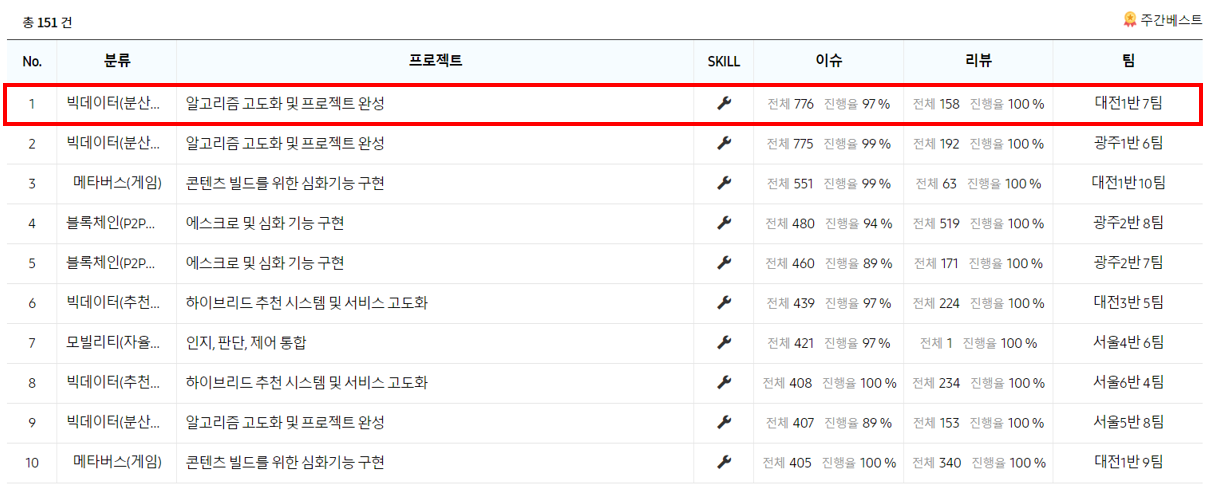 총 151 건
주간베스트
No. 분류 프로젝트 SKILL 이슈 리뷰 팀
1 빅데이터(분산... 알고리즘 고도화 및 프로젝트 완성 전체 776 진행율 97 % 전체 158 진행율 100 % 대전1반 7팀
2 빅데이터(분산... 알고리즘 고도화 및 프로젝트 완성 전체 775 진행율 99 % 전체 192 진행율 100 % 광주1반 6팀
3 메타버스(게임) 콘텐츠 빌드를 위한 심화기능 구현 전체 551 진행율 99 % 전체 63 진행율 100 % 대전1반 10팀
4 블록체인(P2P... 에스크로 및 심화 기능 구현 전체 480 진행율 94 % 전체 519 진행율 100 % 광주2반 8팀
5 블록체인(P2P... 에스크로 및 심화 기능 구현 전체 460 진행율 89 % 전체 171 진행율 100 % 광주2반 7팀
6 빅데이터(추천... 하이브리드 추천 시스템 및 서비스 고도화 전체 439 진행율 97 % 전체 224 진행율 100 % 대전3반 5팀
7 모빌리티(자율... 인지, 판단, 제어 통합 전체 421 진행율 97 % 전체 1 진행율 100 % 서울4반 6팀
8 빅데이터(추천... 하이브리드 추천 시스템 및 서비스 고도화 전체 408 진행율 100 % 전체 234 진행율 100 % 서울6반 4팀
9 빅데이터(분산... 알고리즘 고도화 및 프로젝트 완성 전체 407 진행율 89 % 전체 153 진행율 100 % 서울5반 8팀
10 메타버스(게임) 콘텐츠 빌드를 위한 심화기능 구현 전체 405 진행율 100 % 전체 340 진행율 100 % 대전1반 9팀